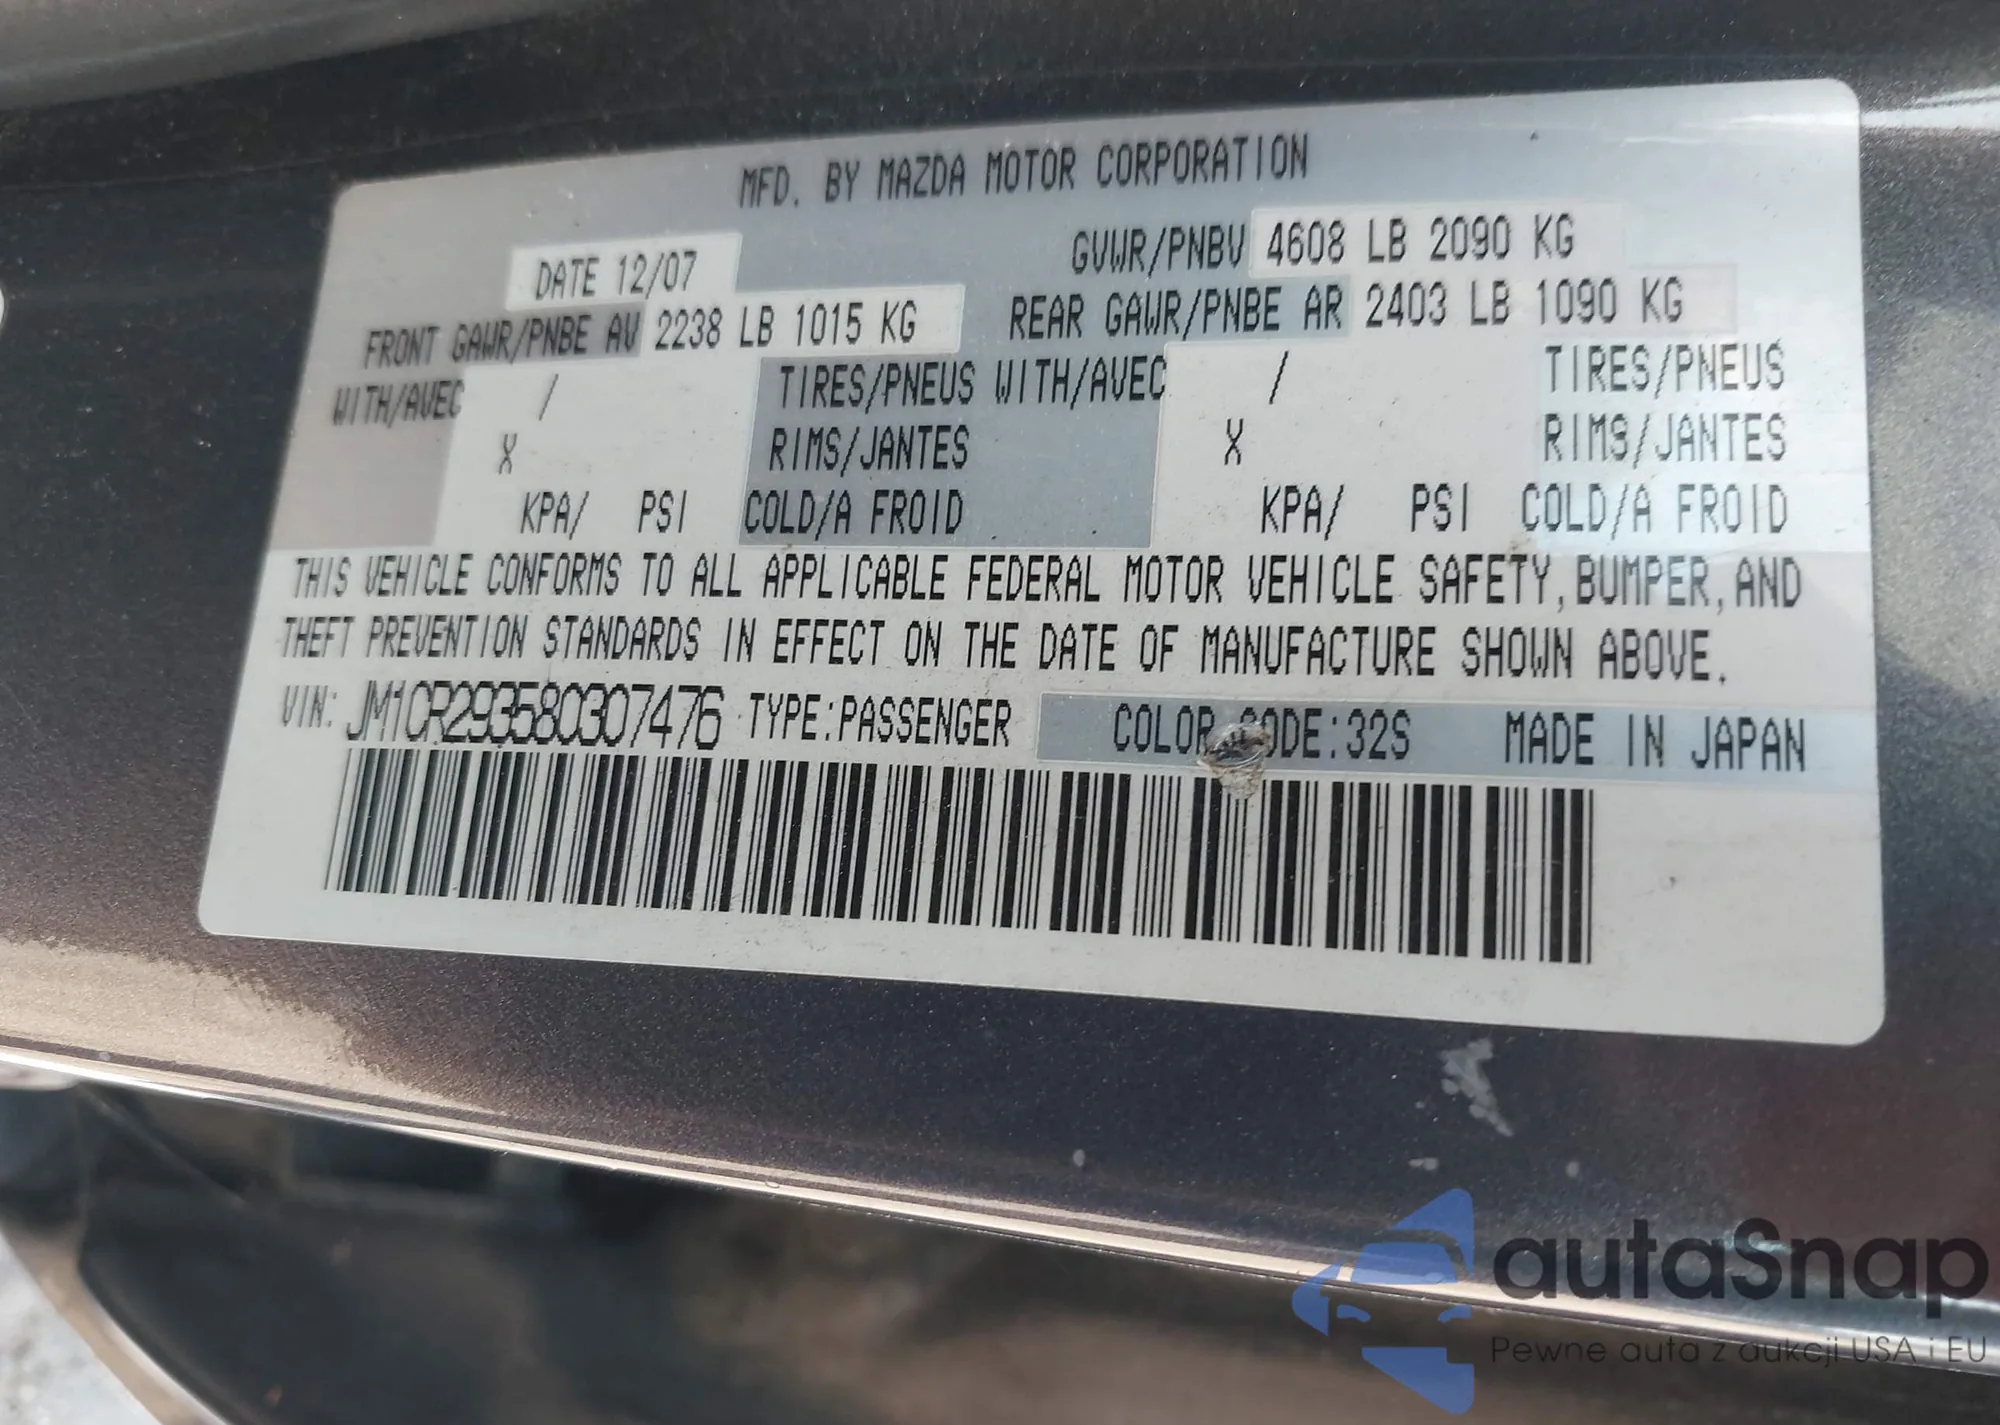 MFD. BY MAZDA MOTOR CORPORATION
DATE 12/07 GVWR/PNBV 4608 LB 2090 KG
FRONT GAWR/PNBE AV 2238 LB 1015 KG REAR GAWR/PNBE AR 2403 LB 1090 KG
WITH/AVEC / TIRES/PNEUS WITH/AVEC / TIRES/PNEUS
X RIMS/JANTES X RIMS/JANTES
KPA/ PSI COLD/A FROID KPA/ PSI COLD/A FROID
THIS VEHICLE CONFORMS TO ALL APPLICABLE FEDERAL MOTOR VEHICLE SAFETY, BUMPER, AND
THEFT PREVENTION STANDARDS IN EFFECT ON THE DATE OF MANUFACTURE SHOWN ABOVE.
VIN: JM1CR293580307476 TYPE:PASSENGER COLOR CODE:32S MADE IN JAPAN
autaSnap
Pewne auta z aukcji USA i EU